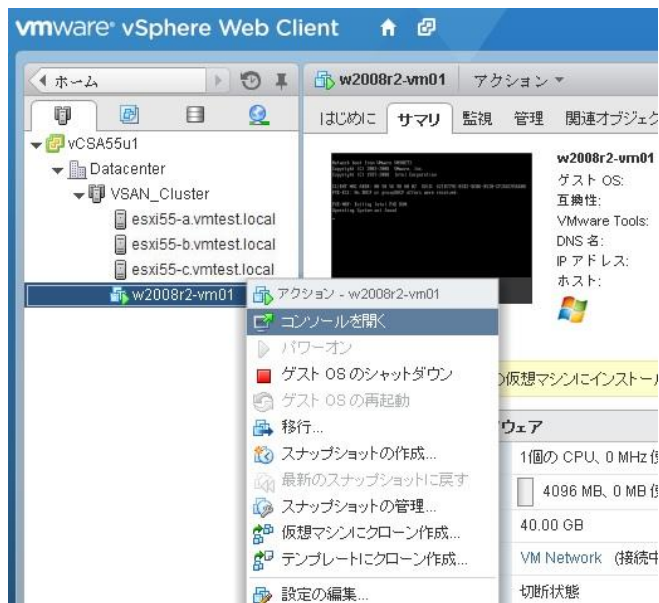 vmware® vSphere Web Client
ホーム
w2008r2-vm01 アクション
はじめに サマリ 監視 管理 関連オブジェク
vCSA55u1
Datacenter
VSAN_Cluster
esxi55-a.vmtest.local
esxi55-b.vmtest.local
esxi55-c.vmtest.local
w2008r2-vm01
Operating System not found
w2008r2-vm01
ゲスト OS:
互換性:
VMware Tools:
DNS 名:
IP アドレス:
ホスト:
アクション - w2008r2-vm01
コンソールを開く
パワーオン
ゲスト OS のシャットダウン
ゲスト OS の再起動
移行...
スナップショットの作成...
最新のスナップショットに戻す
スナップショットの管理...
仮想マシンにクローン作成...
テンプレートにクローン作成...
設定の編集...
の仮想マシンにインストール
ウェア
1個の CPU、0 MHz 使
4096 MB、0 MB 使
40.00 GB
VM Network (接続中
切断状態